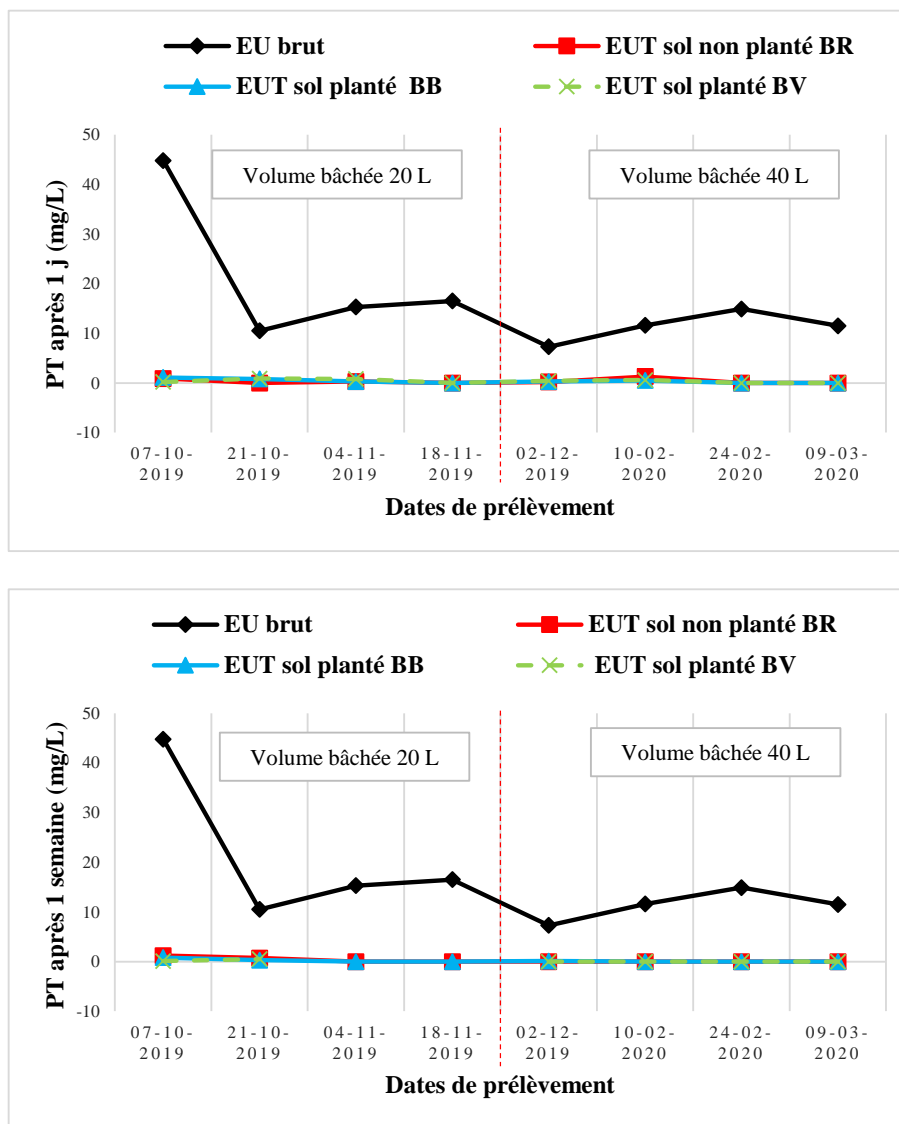 EU brut
EUT sol non planté BR
EUT sol planté BB
EUT sol planté BV
50
40
30
20
10
0
-10
PT après 1 j (mg/L)
Volume bâchée 20 L
Volume bâchée 40 L
07-10-2019
21-10-2019
04-11-2019
18-11-2019
02-12-2019
10-02-2020
24-02-2020
09-03-2020
Dates de prélèvement
EU brut
EUT sol non planté BR
EUT sol planté BB
EUT sol planté BV
50
40
30
20
10
0
-10
PT après 1 semaine (mg/L)
Volume bâchée 20 L
Volume bâchée 40 L
07-10-2019
21-10-2019
04-11-2019
18-11-2019
02-12-2019
10-02-2020
24-02-2020
09-03-2020
Dates de prélèvement